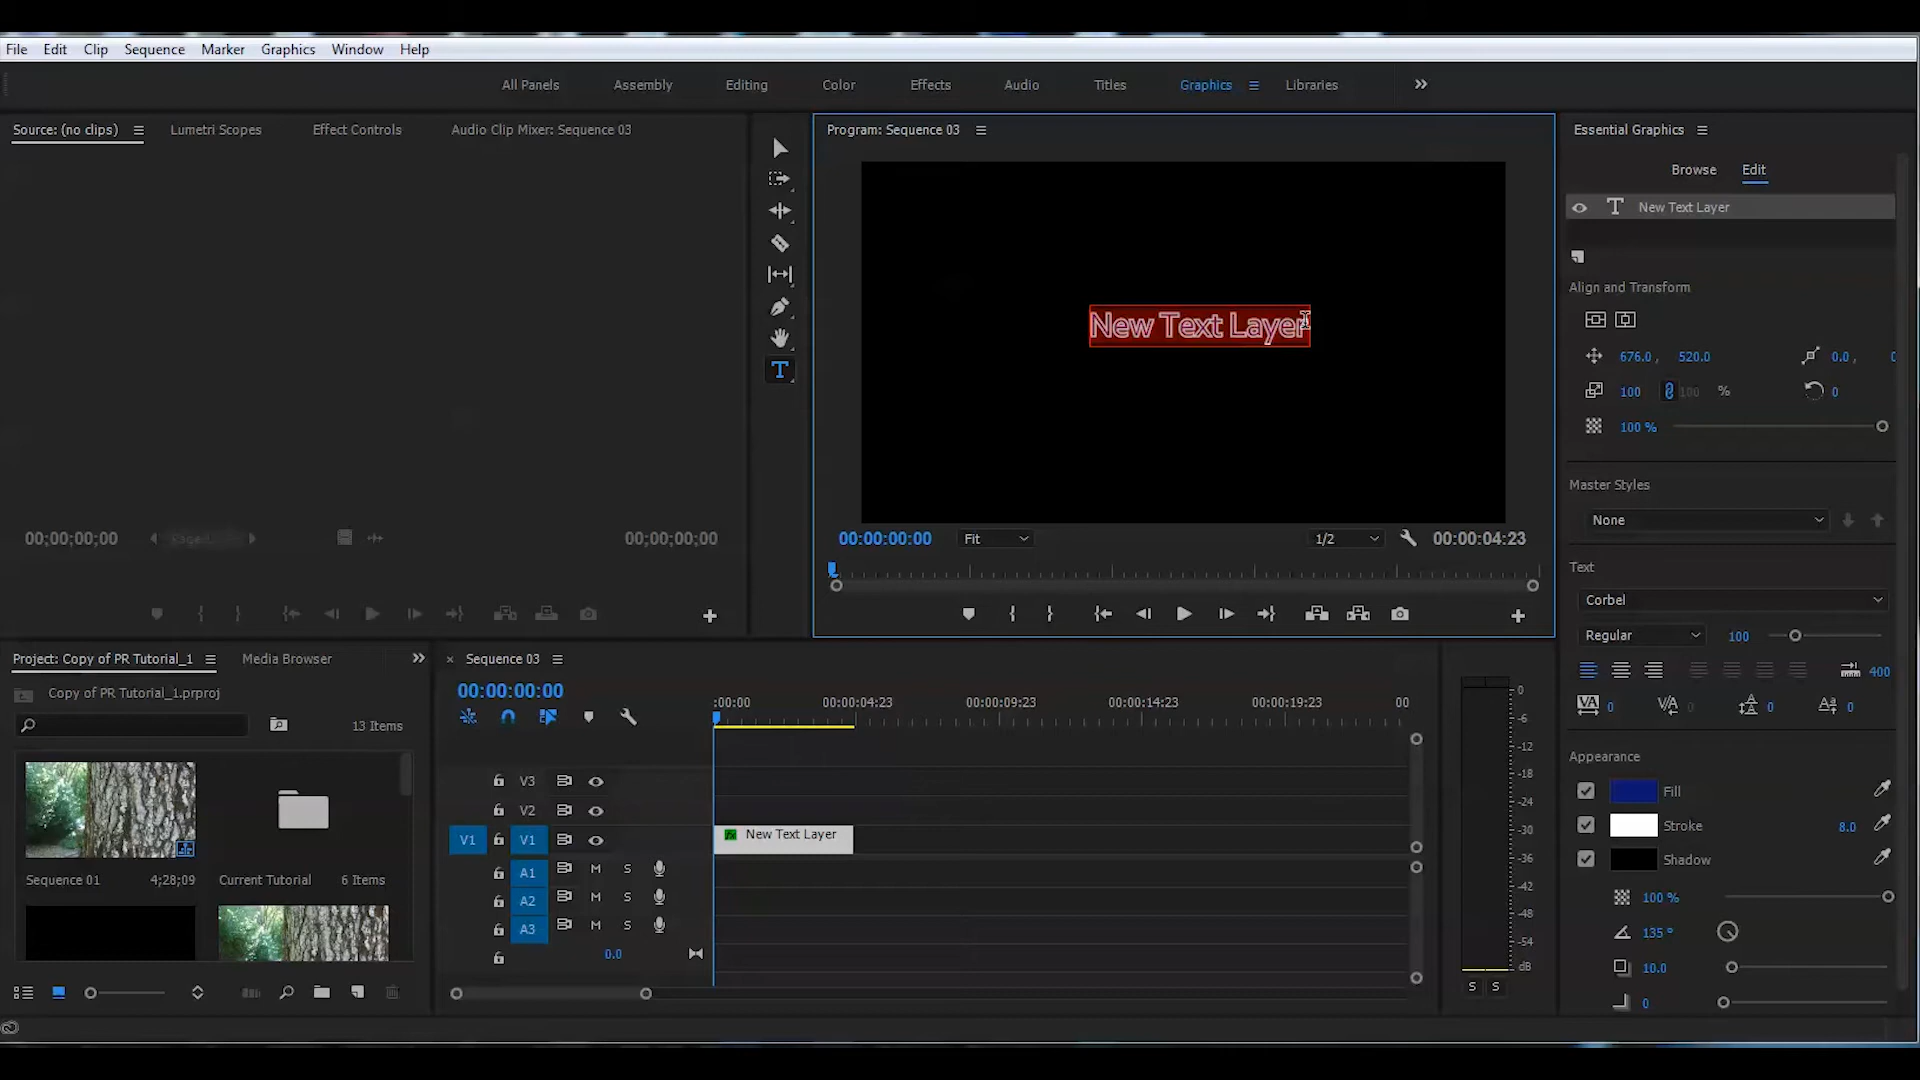 File Edit Clip Sequence Marker Graphics Window Help
All Panels Assembly Editing Color Effects Audio Titles Graphics Libraries
Source: (no clips) Lumetri Scopes Effect Controls Audio Clip Mixer: Sequence 03
Program: Sequence 03
Essential Graphics
Browse Edit
New Text Layer
New Text Layer
Align and Transform
676.0 , 520.0 0.0 ,
100 100 % 0
100 %
Master Styles
None
Text
Corbel
Regular 100
400
0 0 0 0
Appearance
Fill
Stroke 8.0
Shadow
100 %
135 °
10.0
0
00;00;00;00 00;00;00;00
00:00:00:00 Fit 1/2 00:00:04:23
Project: Copy of PR Tutorial_1 Media Browser
Copy of PR Tutorial_1.prproj
13 Items
Sequence 01 4;28;09 Current Tutorial 6 Items
Sequence 03
00:00:00:00
:00:00 00:00:04:23 00:00:09:23 00:00:14:23 00:00:19:23 00
V3
V2
V1 V1 New Text Layer
A1 M S
A2 M S
A3 M S
0.0
0
-6
-12
-18
-24
-30
-36
-42
-48
-54
dB
S S